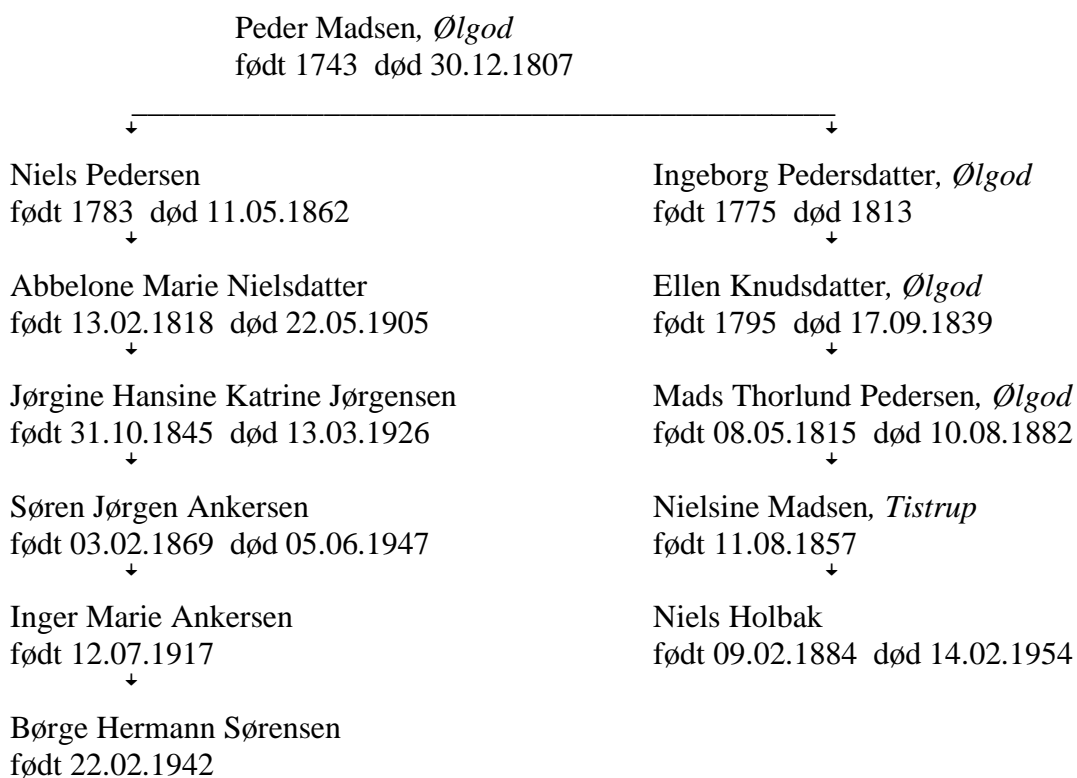 Peder Madsen, Ølgod
født 1743 død 30.12.1807
Niels Pedersen
født 1783 død 11.05.1862
Abbelone Marie Nielsdatter
født 13.02.1818 død 22.05.1905
Jørgine Hansine Katrine Jørgensen
født 31.10.1845 død 13.03.1926
Søren Jørgen Ankersen
født 03.02.1869 død 05.06.1947
Inger Marie Ankersen
født 12.07.1917
Børge Hermann Sørensen
født 22.02.1942
Ingeborg Pedersdatter, Ølgod
født 1775 død 1813
Ellen Knudsdatter, Ølgod
født 1795 død 17.09.1839
Mads Thorlund Pedersen, Ølgod
født 08.05.1815 død 10.08.1882
Nielsine Madsen, Tistrup
født 11.08.1857
Niels Holbak
født 09.02.1884 død 14.02.1954